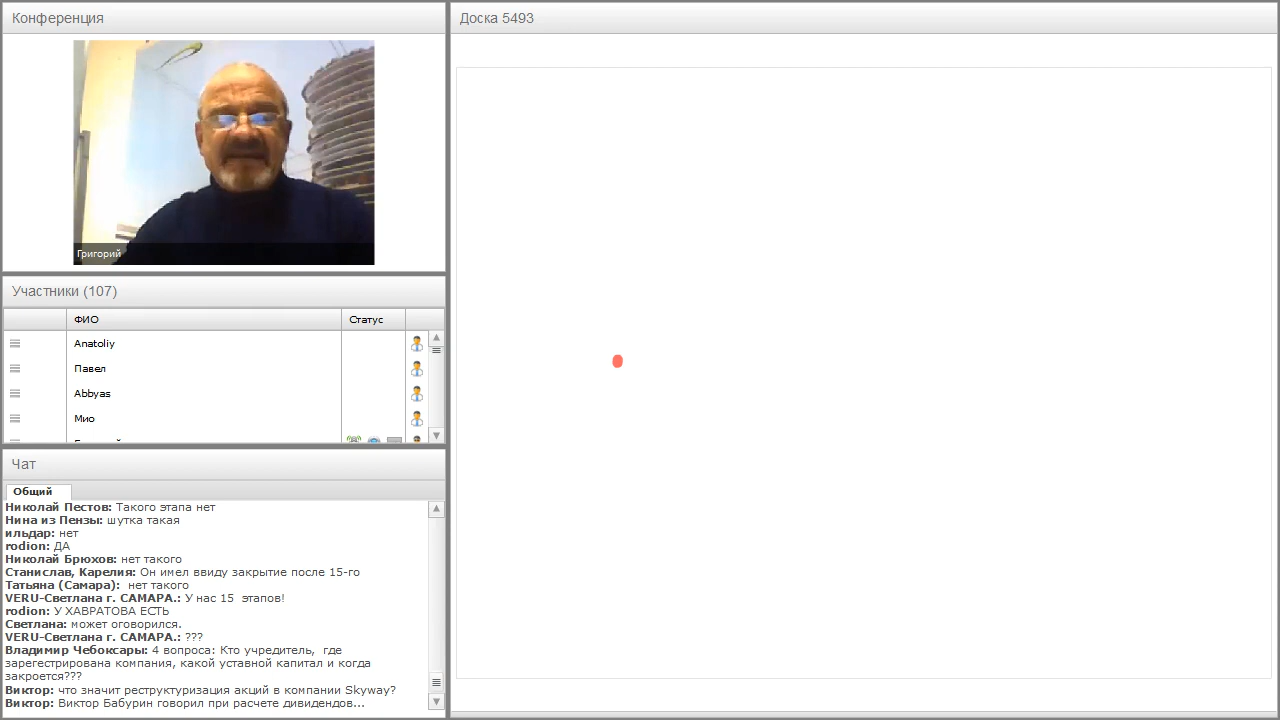 Конференция
Григорий
Участники (107)
ФИО Статус
Anatoliy
Павел
Abbyas
Мио
Чат
Общий
Николай Пестов: Такого этапа нет
Нина из Пензы: шутка такая
ильдар: нет
rodion: ДА
Николай Брюхов: нет такого
Станислав, Карелия: Он имел ввиду закрытие после 15-го
Татьяна (Самара): нет такого
VERU-Светлана г. САМАРА.: У нас 15 этапов!
rodion: У ХАВРАТОВА ЕСТЬ
Светлана: может оговорился.
VERU-Светлана г. САМАРА.: ???
Владимир Чебоксары: 4 вопроса: Кто учредитель, где
зарегестрирована компания, какой уставной капитал и когда
закроется???
Виктор: что значит реструктуризация акций в компании Skyway?
Виктор: Виктор Бабурин говорил при расчете дивидендов...
Доска 5493